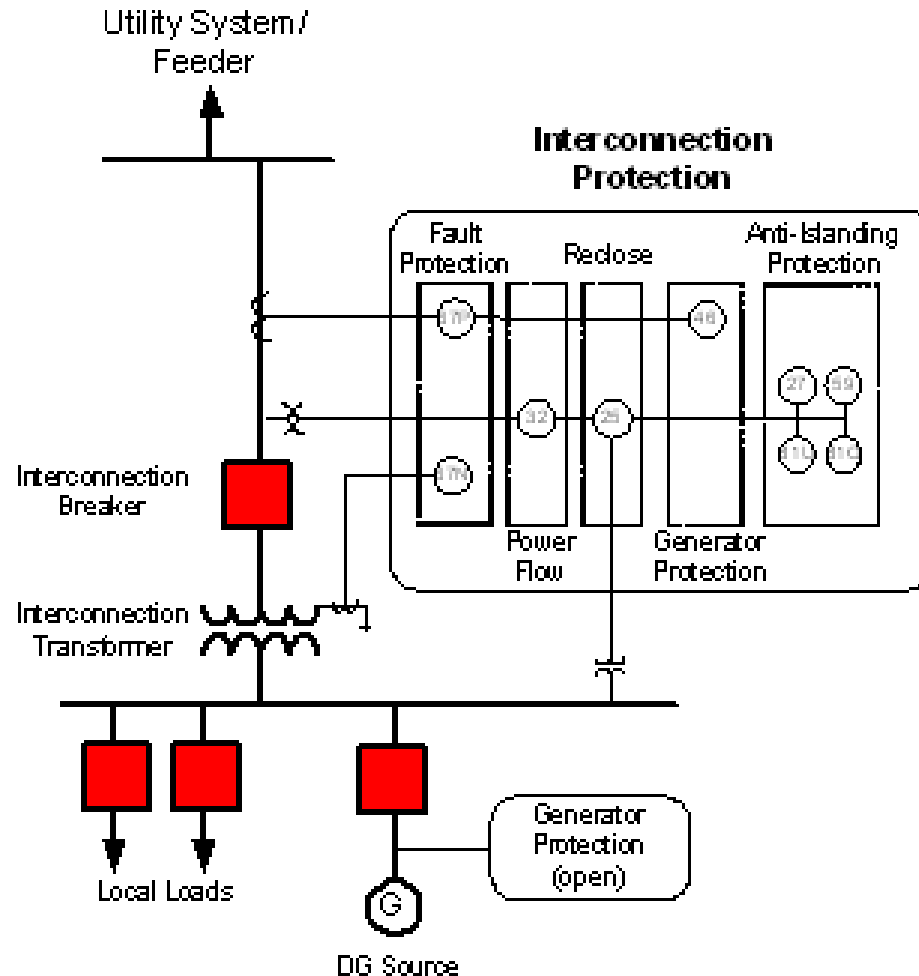 Utility System /
Feeder
Interconnection
Protection
Fault
Protection
Reclose
Anti-Islanding
Protection
46
27
59
32
25
Interconnection
Breaker
Power
Flow
Generator
Protection
Interconnection
Transformer
Generator
Protection
(open)
Local Loads
G
DG Source